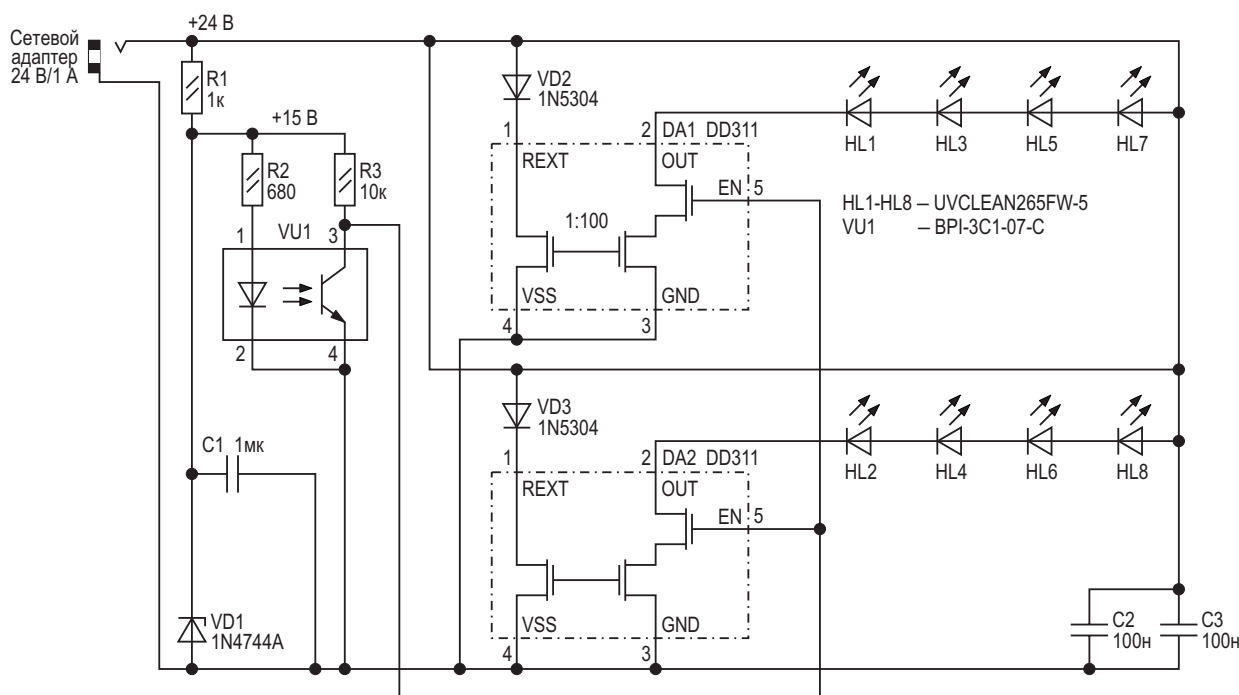 Сетевой
адаптер
24 В/1 А
+24 В
R1
1к
+15 В
R2
680
R3
10к
VU1
1
3
2
4
C1 1мк
VD1
1N4744A
VD2
1N5304
1
2 DA1 DD311
REXT
OUT
EN 5
1:100
VSS
GND
4
3
HL1
HL3
HL5
HL7
HL1-HL8 – UVCLEAN265FW-5
VU1 – BPI-3C1-07-C
VD3
1N5304
1
2 DA2 DD311
REXT
OUT
EN 5
VSS
GND
4
3
HL2
HL4
HL6
HL8
C2
100н
C3
100н